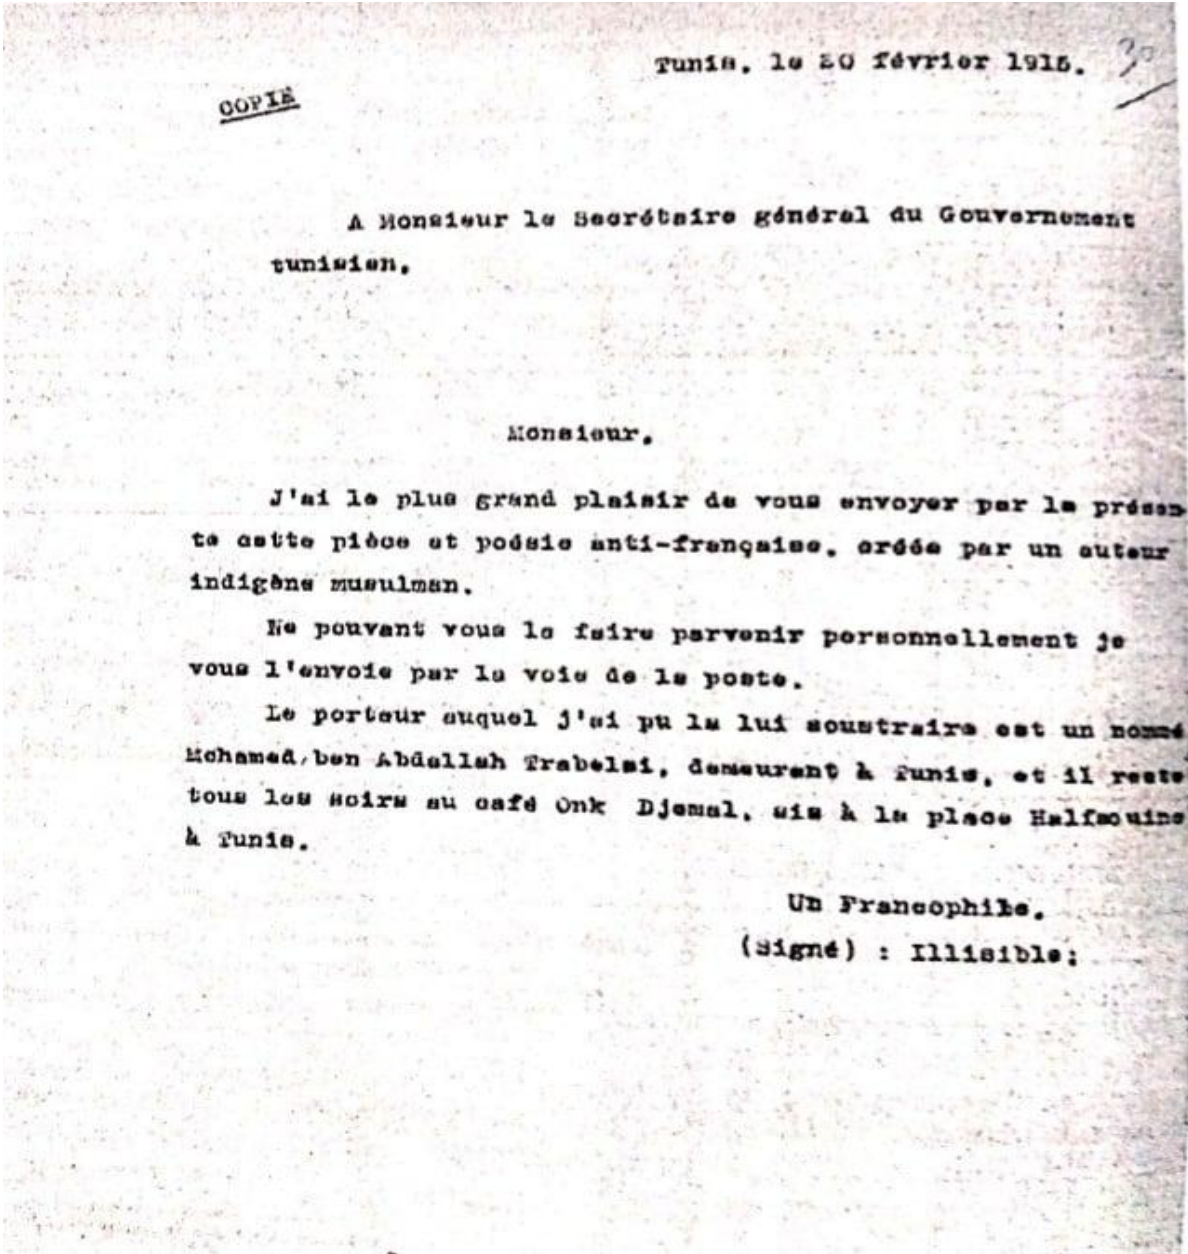 Tunis, le 20 février 1915.
30
COPIE
A Monsieur le Secrétaire général du Gouvernement
tunisien,
Monsieur,
J'ai le plus grand plaisir de vous envoyer par la présen-
te cette pièce et poésie anti-française, créée par un auteur
indigène musulman.
Ne pouvant vous le faire parvenir personnellement je
vous l'envoie par la voie de la poste.
Le porteur auquel j'ai pu la lui soustraire est un nommé
Mohamed ben Abdallah Trabelsi, demeurant à Tunis, et il reste
tous les soirs au café Onk Djemal, sis à la place Halfaouine
à Tunis.
Un Francophile.
(Signé) : Illisible;